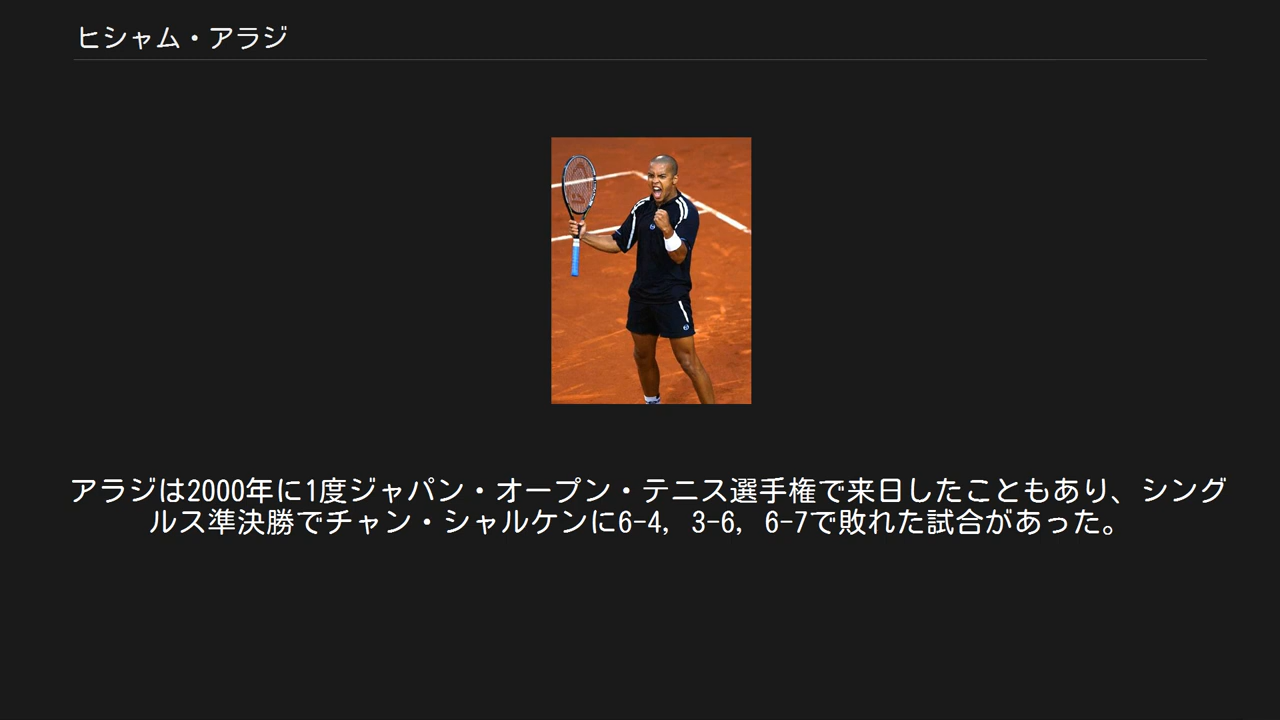 ヒシャム・アラジ
アラジは2000年に1度ジャパン・オープン・テニス選手権で来日したこともあり、シング
ルス準決勝でチャン・シャルケンに6-4, 3-6, 6-7で敗れた試合があった。